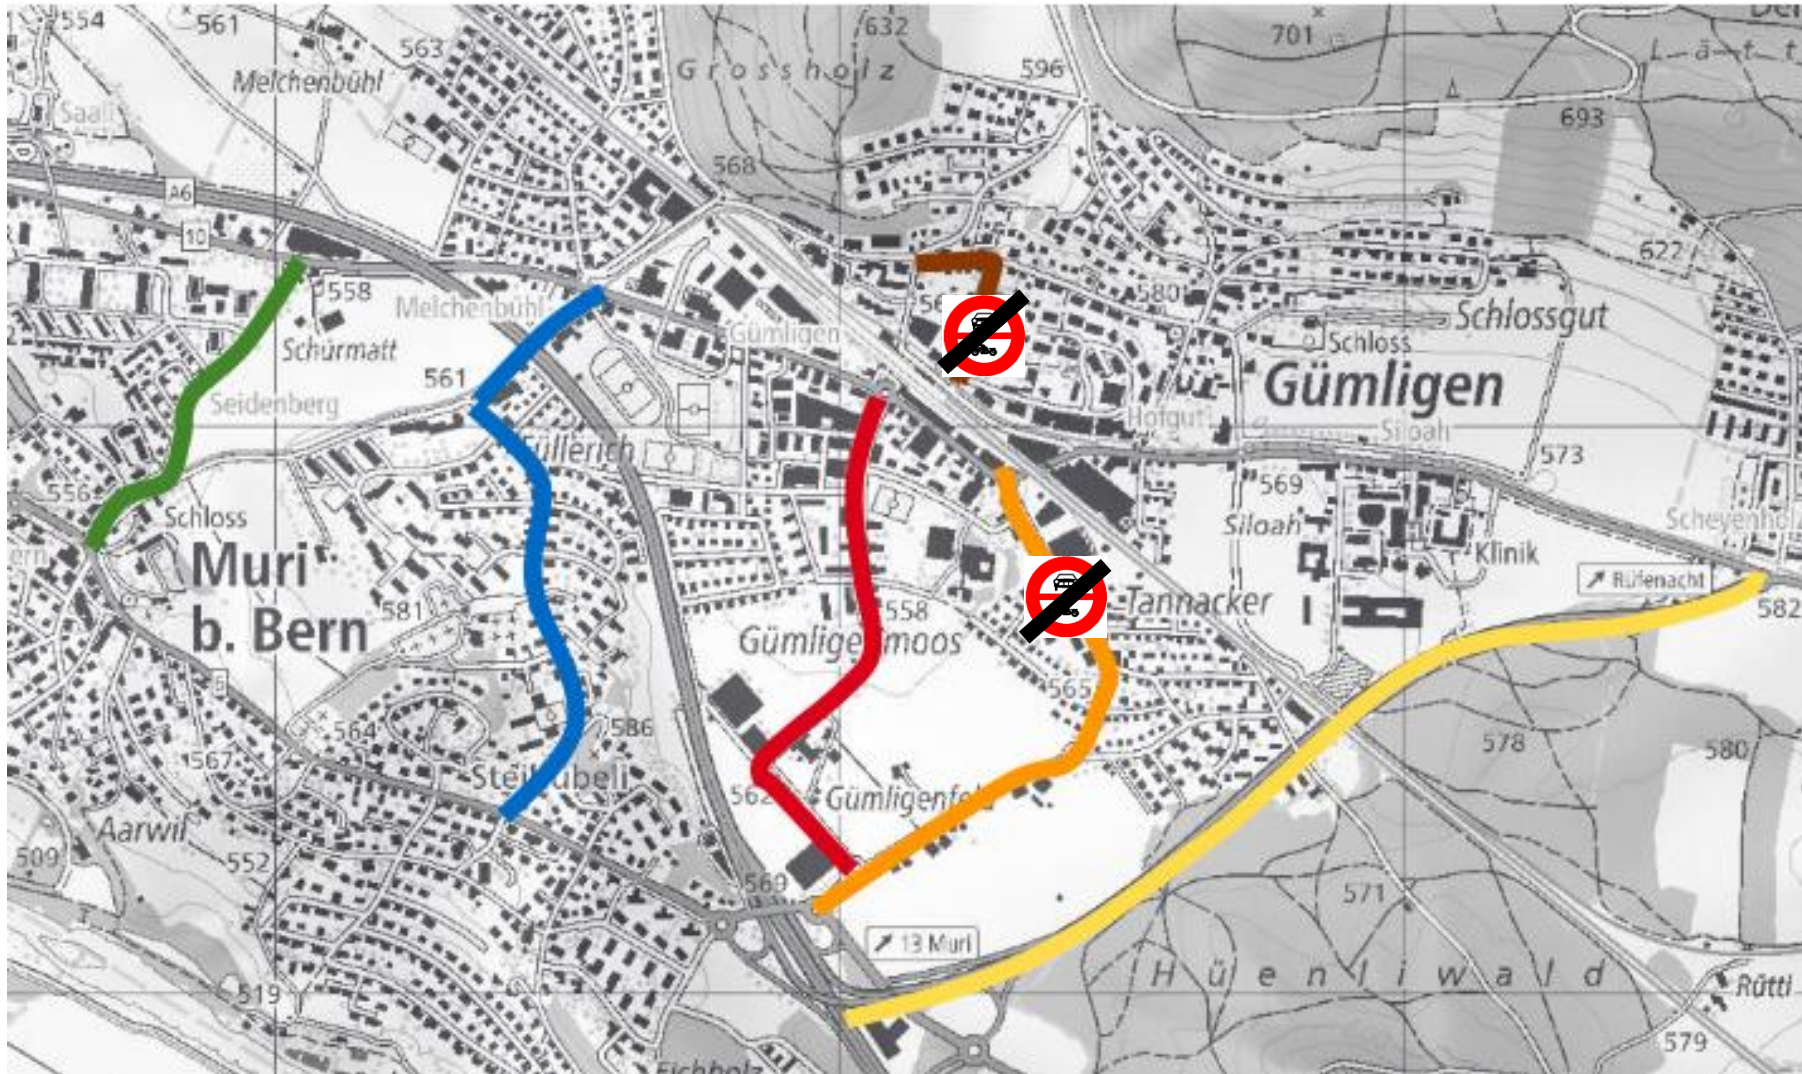 554
561
563
Melchenbühl
Grossholz
632
596
701
693
568
A6
10
558
Melchenbühl
Gümligen
580
622
Schürmatt
Schlossgut
Schloss
Gümligen
561
Seidenberg
Hofgut
Siloah
573
556
Schloss
569
Siloah
Scheyenholz
Klinik
Muri
b. Bern
581
558
Tannacker
Rüfenacht
582
Gümligenmoos
5
565
564
586
578
580
567
562
Gümligenfeld
Aarwil
509
552
569
571
13 Muri
Hüenliwald
519
Rütti
579